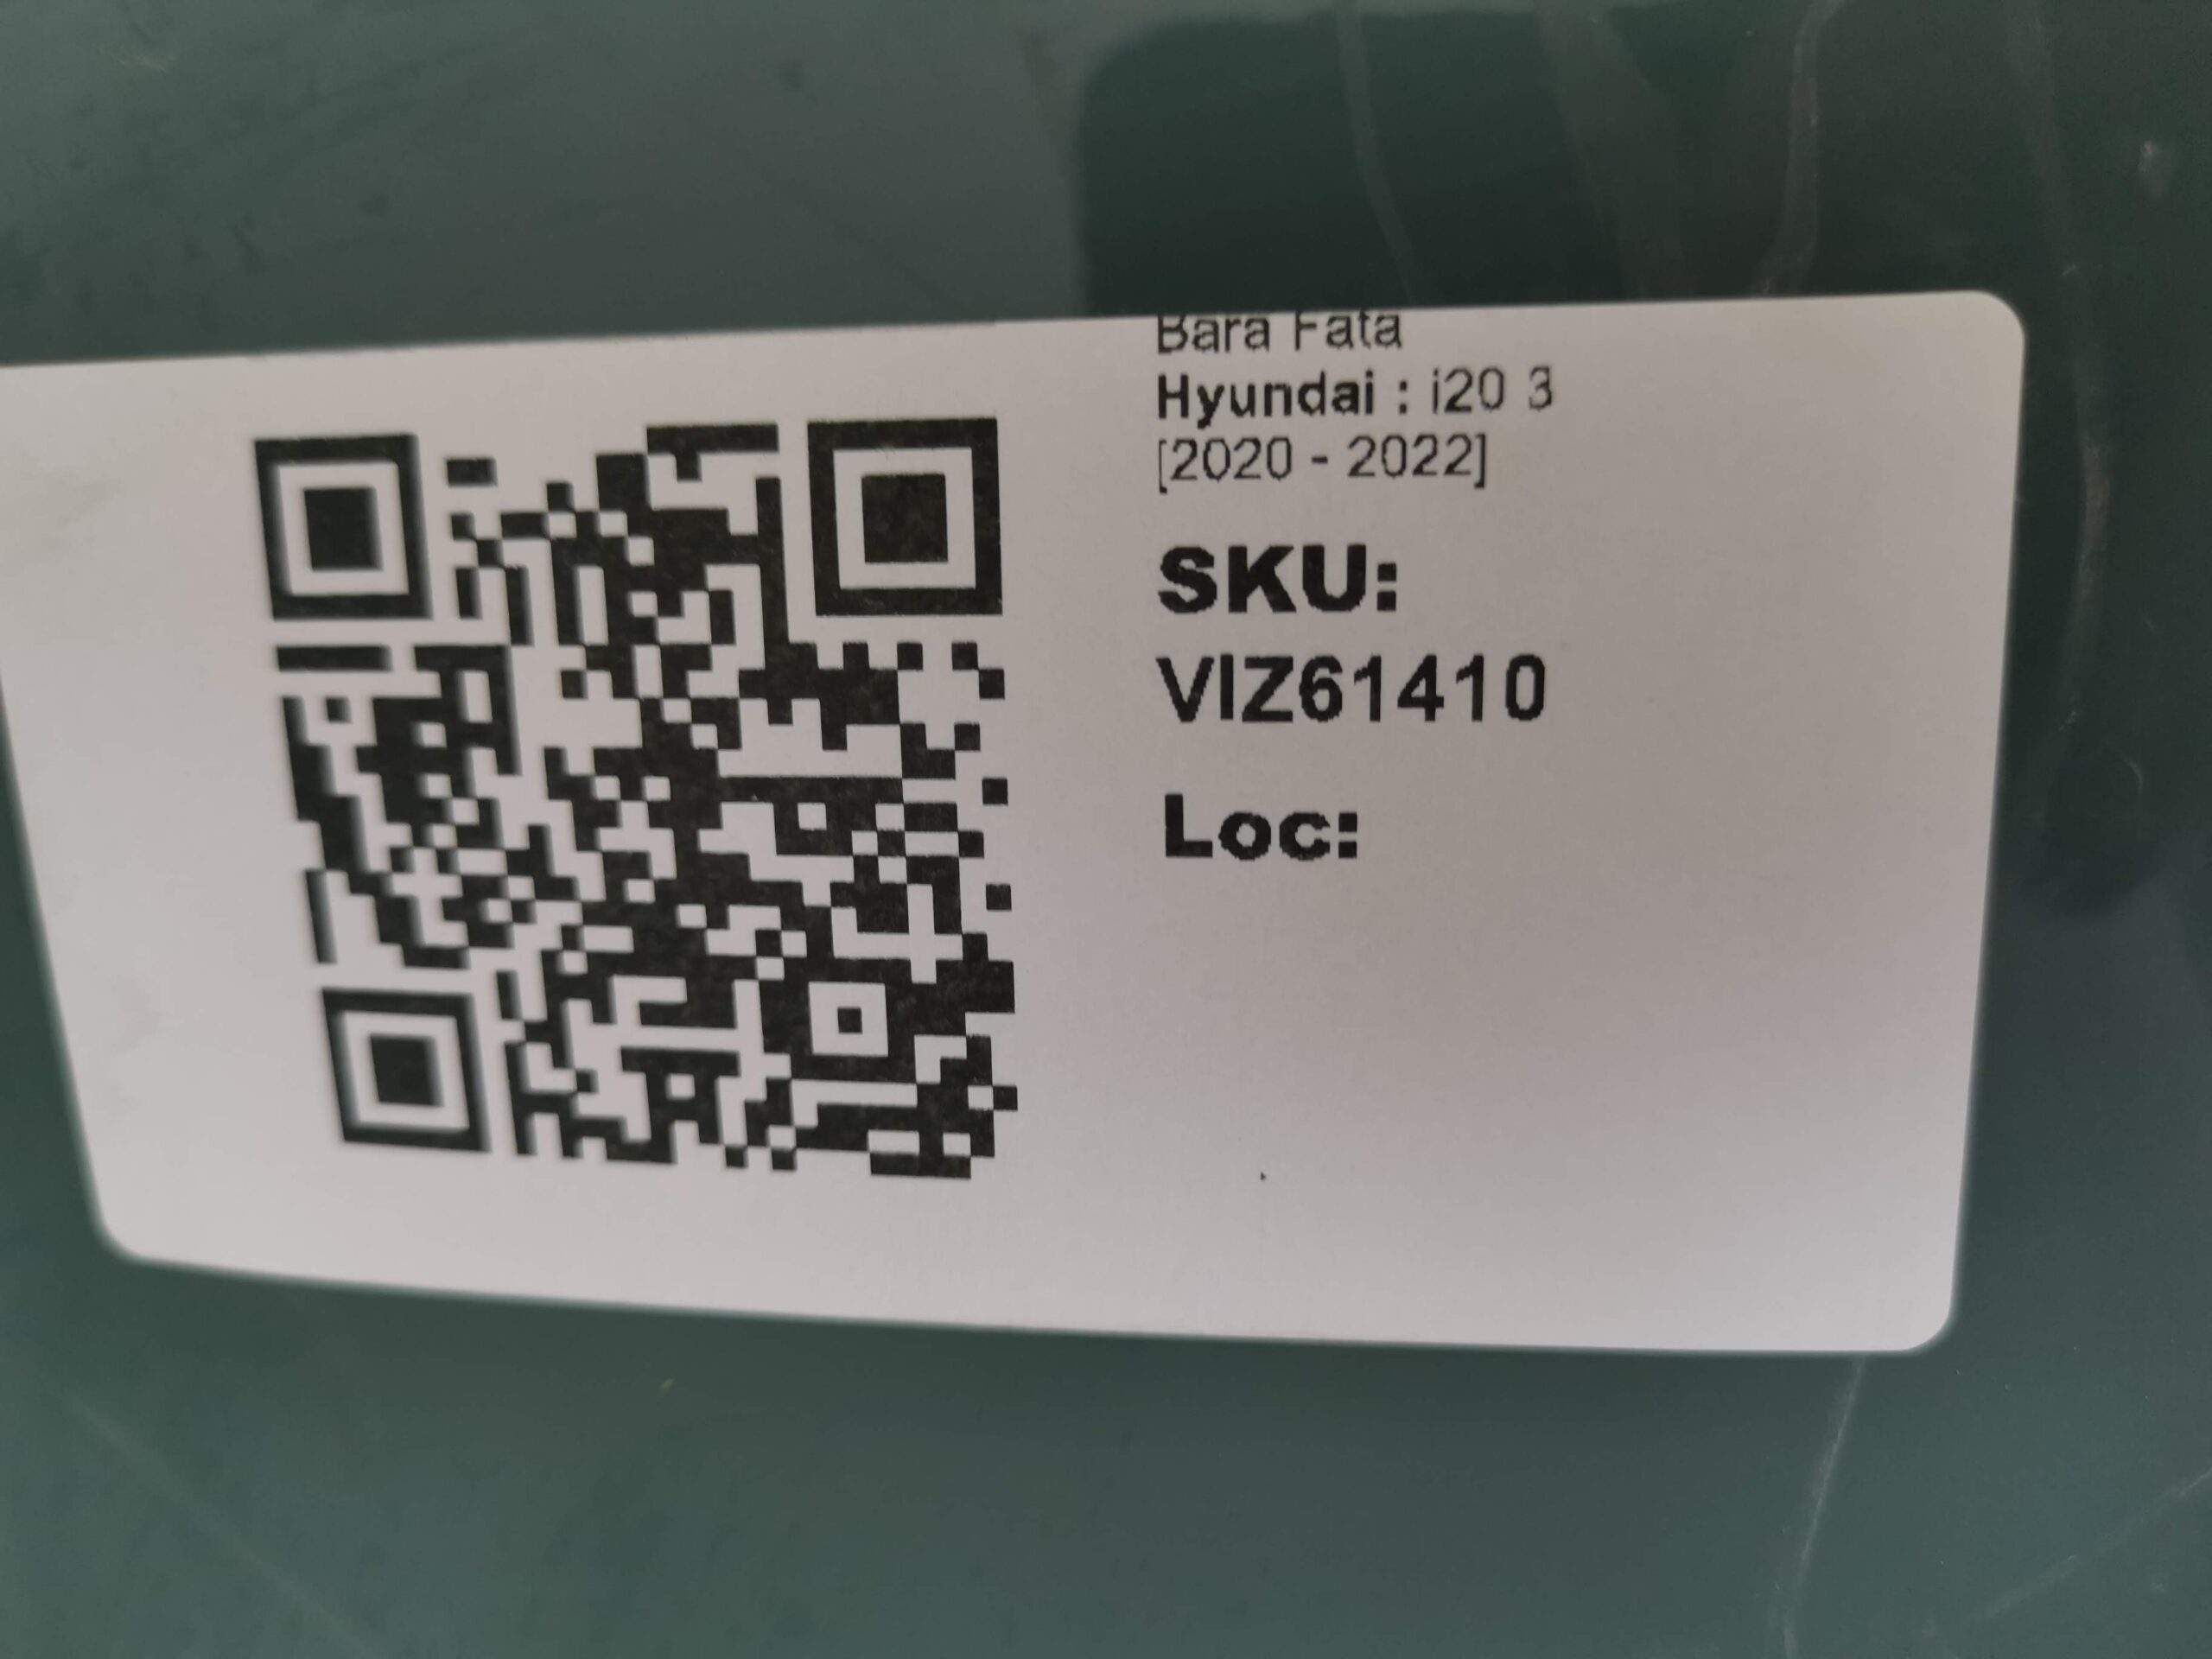 Bara Fata
Hyundai : i20 3
[2020 - 2022]
SKU:
VIZ61410
Loc: